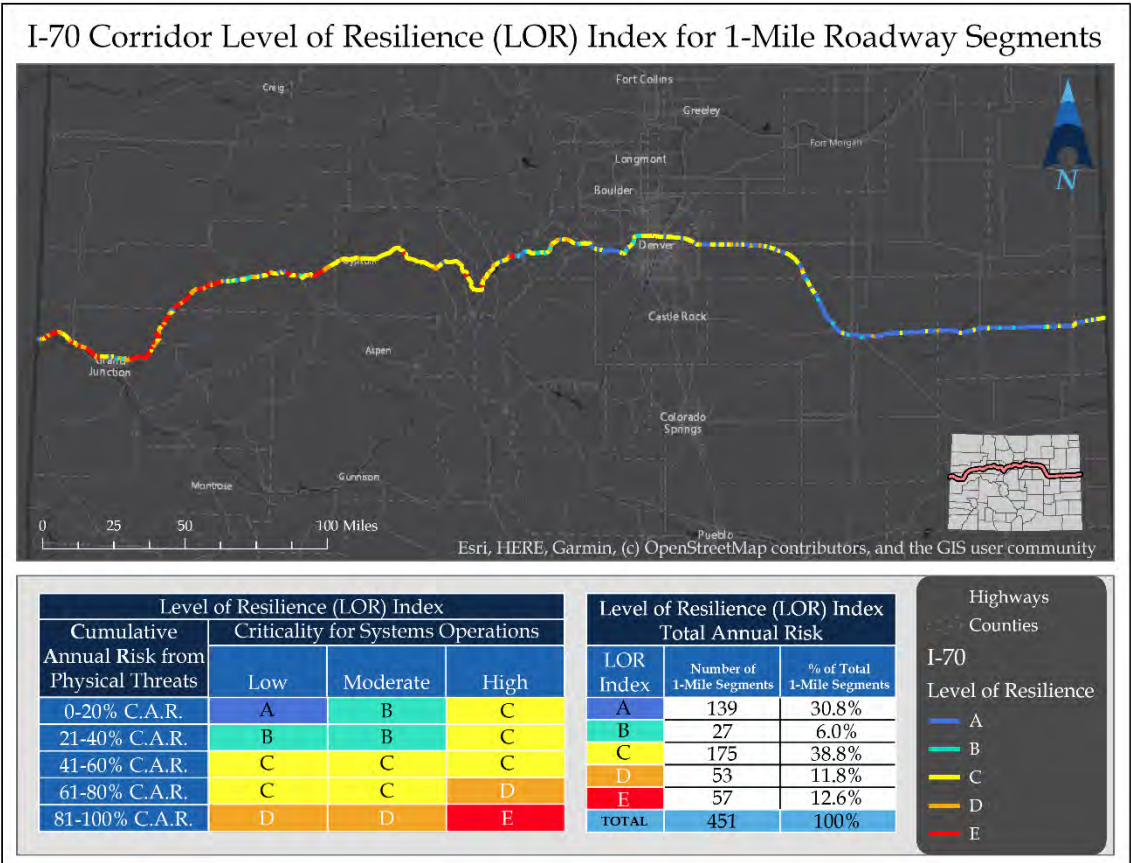 I-70 Corridor Level of Resilience (LOR) Index for 1-Mile Roadway Segments
Craig
Fort Collins
Greeley
Fort Morgan
Longmont
Boulder
Denver
Gypsum
Castle Rock
Grand
Junction
Aspen
Colorado
Springs
Montrose
Gunnison
Pueblo
N
0 25 50 100 Miles
Esri, HERE, Garmin, (c) OpenStreetMap contributors, and the GIS user community
Level of Resilience (LOR) Index
Cumulative
Annual Risk from
Physical Threats
Criticality for Systems Operations
Low Moderate High
0-20% C.A.R. A B C
21-40% C.A.R. B B C
41-60% C.A.R. C C C
61-80% C.A.R. C C D
81-100% C.A.R. D D E
Level of Resilience (LOR) Index
Total Annual Risk
LOR
Index
Number of
1-Mile Segments
% of Total
1-Mile Segments
A 139 30.8%
B 27 6.0%
C 175 38.8%
D 53 11.8%
E 57 12.6%
TOTAL 451 100%
Highways
Counties
I-70
Level of Resilience
A
B
C
D
E